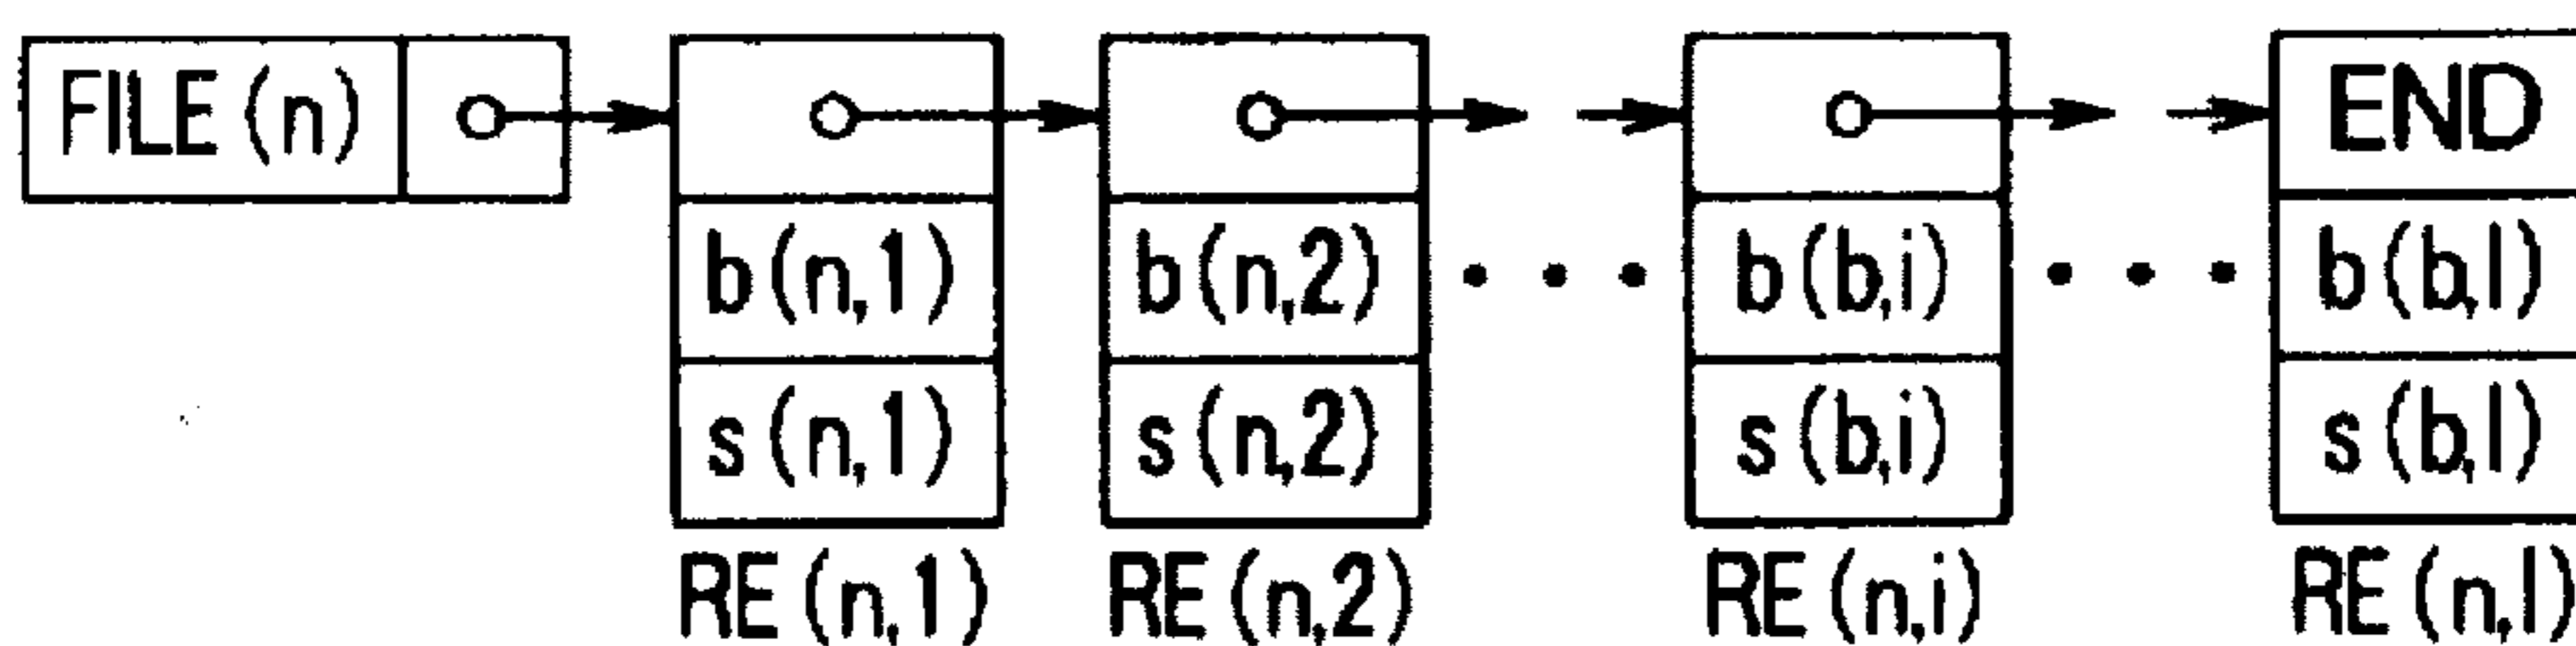 FILE(n) END
b(n,1) b(n,2) • • • b(b,i) • • • b(b,l)
s(n,1) s(n,2) s(b,i) s(b,l)
RE(n,1) RE(n,2) RE(n,i) RE(n,l)